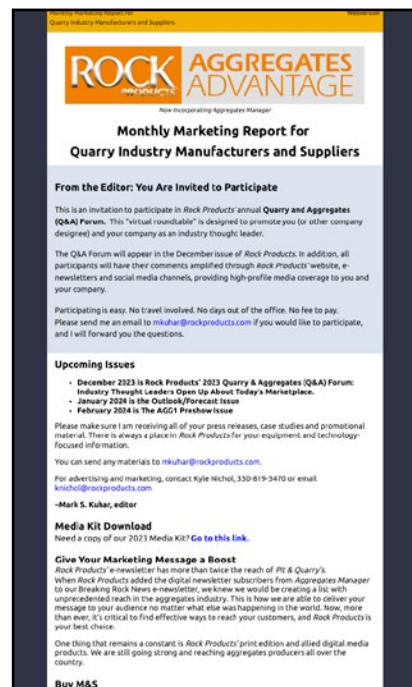 Monthly Marketing Report for
Quarry Industry Manufacturers and Suppliers
WebVersion
ROCK
PRODUCTS
AGGREGATES
ADVANTAGE
Now Incorporating Aggregates Manager
Monthly Marketing Report for
Quarry Industry Manufacturers and Suppliers
From the Editor: You Are Invited to Participate
This is an invitation to participate in Rock Products' annual Quarry and Aggregates
(Q&A) Forum. This "virtual roundtable" is designed to promote you (or other company
designee) and your company as an industry thought leader.
The Q&A Forum will appear in the December issue of Rock Products. In addition, all
participants will have their comments amplified through Rock Products' website, e-
newsletters and social media channels, providing high-profile media coverage to you and
your company.
Participating is easy. No travel involved. No days out of the office. No fee to pay.
Please send me an email to mkuhar@rockproducts.com if you would like to participate,
and I will forward you the questions.
Upcoming Issues
• December 2023 is Rock Products' 2023 Quarry & Aggregates (Q&A) Forum:
Industry Thought Leaders Open Up About Today's Marketplace.
• January 2024 is the Outlook/Forecast Issue
• February 2024 is The AGG1 Preshow Issue
Please make sure I am receiving all of your press releases, case studies and promotional
material. There is always a place in Rock Products for your equipment and technology-
focused information.
You can send any materials to mkuhar@rockproducts.com.
For advertising and marketing, contact Kyle Nichol, 330-819-3470 or email
knichol@rockproducts.com
–Mark S. Kuhar, editor
Media Kit Download
Need a copy of our 2023 Media Kit? Go to this link.
Give Your Marketing Message a Boost
Rock Products' e-newsletter has more than twice the reach of Pit & Quarry's.
When Rock Products added the digital newsletter subscribers from Aggregates Manager
to our Breaking Rock News e-newsletter, we knew we would be creating a list with
unprecedented reach in the aggregates industry. This is how we are able to deliver your
message to your audience no matter what else was happening in the world. Now, more
than ever, it's critical to find effective ways to reach your customers, and Rock Products is
your best choice.
One thing that remains a constant is Rock Products' print edition and allied digital media
products. We are still going strong and reaching aggregates producers all over the
country.
Buy M&S